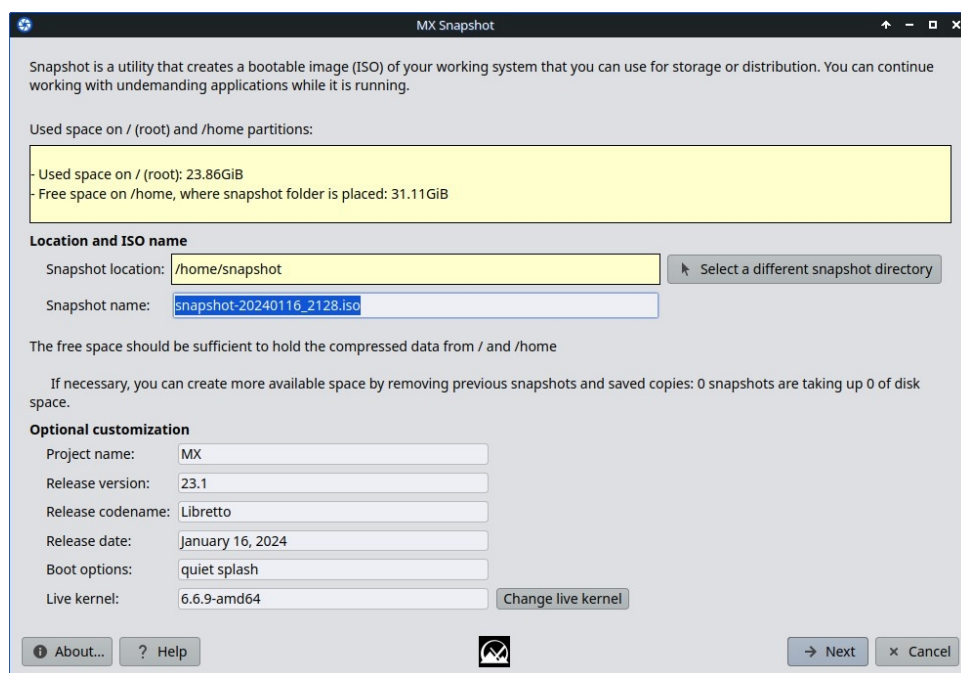 MX Snapshot
Snapshot is a utility that creates a bootable image (ISO) of your working system that you can use for storage or distribution. You can continue
working with undemanding applications while it is running.
Used space on / (root) and /home partitions:
- Used space on / (root): 23.86GiB
- Free space on /home, where snapshot folder is placed: 31.11GiB
Location and ISO name
Snapshot location: /home/snapshot Select a different snapshot directory
Snapshot name: snapshot-20240116_2128.iso
The free space should be sufficient to hold the compressed data from / and /home
If necessary, you can create more available space by removing previous snapshots and saved copies: 0 snapshots are taking up 0 of disk
space.
Optional customization
Project name: MX
Release version: 23.1
Release codename: Libretto
Release date: January 16, 2024
Boot options: quiet splash
Live kernel: 6.6.9-amd64 Change live kernel
About... ? Help Next Cancel